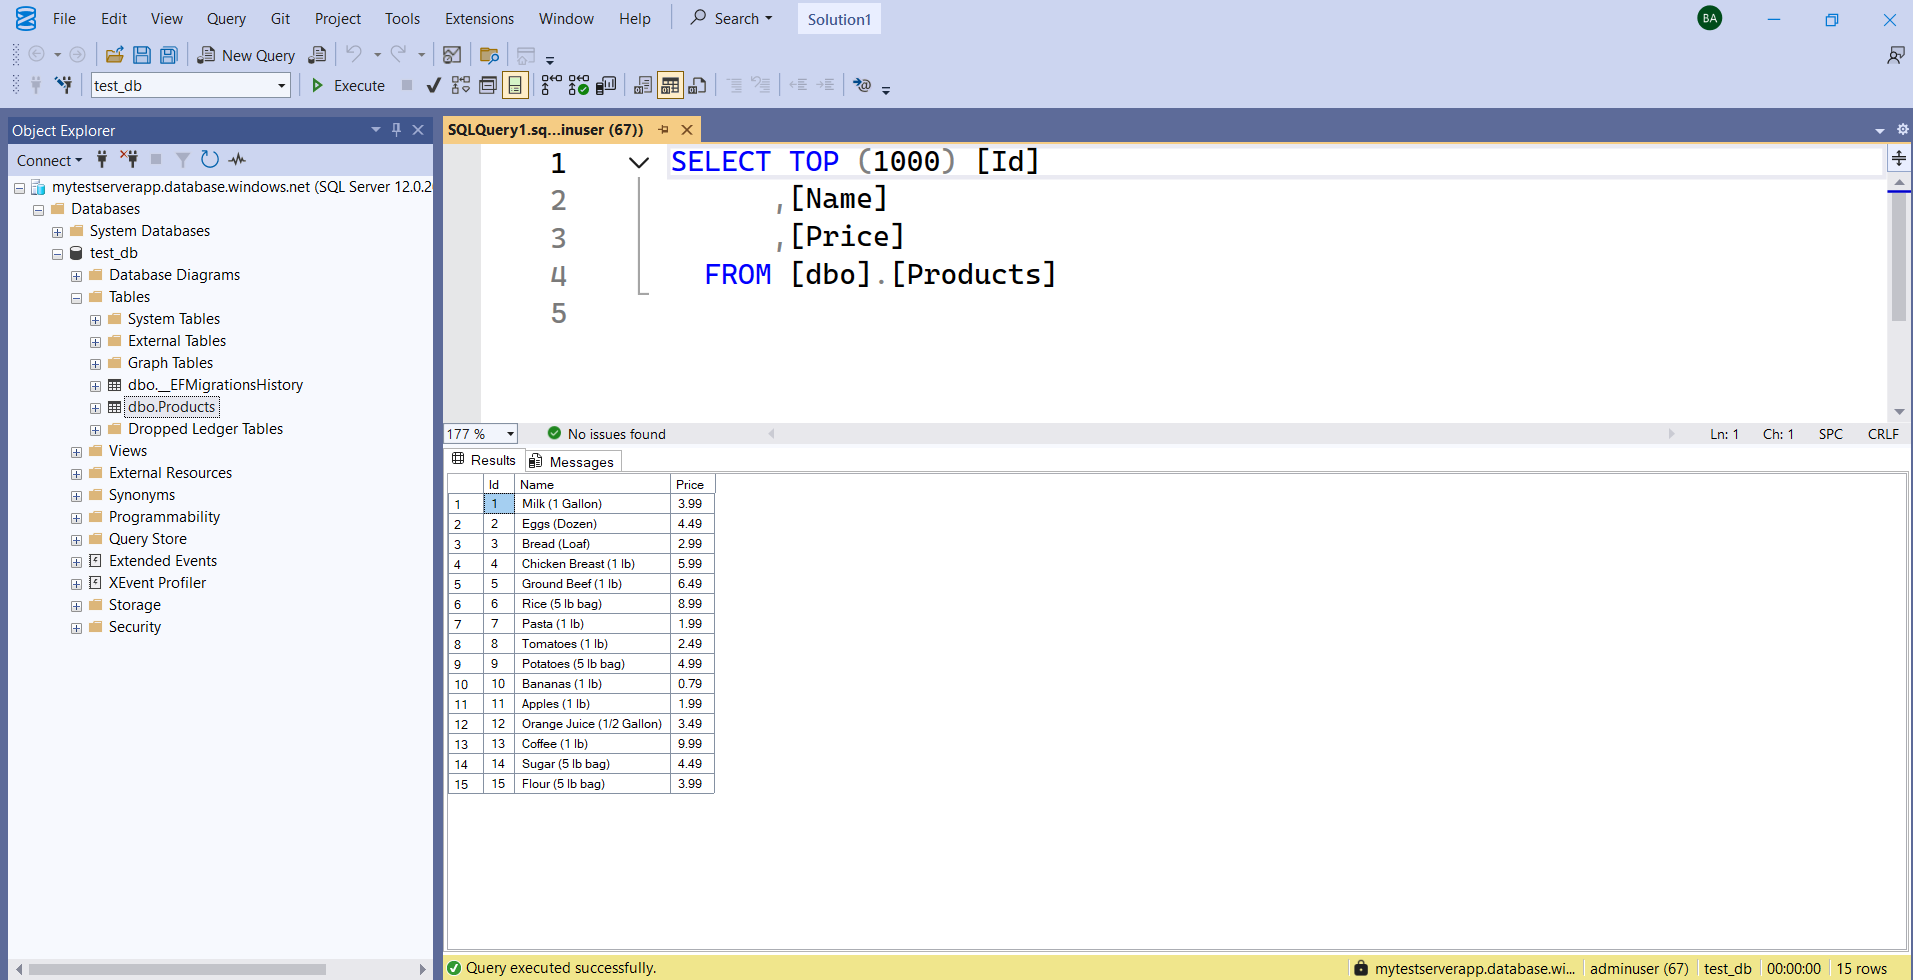 File Edit View Query Git Project Tools Extensions Window Help Search Solution1 BA
New Query
test_db Execute
Object Explorer
Connect
mytestserverapp.database.windows.net (SQL Server 12.0.2
Databases
System Databases
test_db
Database Diagrams
Tables
System Tables
External Tables
Graph Tables
dbo.__EFMigrationsHistory
dbo.Products
Dropped Ledger Tables
Views
External Resources
Synonyms
Programmability
Query Store
Extended Events
XEvent Profiler
Storage
Security
SQLQuery1.sq...inuser (67))
1 SELECT TOP (1000) [Id]
2 ,[Name]
3 ,[Price]
4 FROM [dbo].[Products]
5
177 % No issues found Ln: 1 Ch: 1 SPC CRLF
Results Messages
Id Name Price
1 1 Milk (1 Gallon) 3.99
2 2 Eggs (Dozen) 4.49
3 3 Bread (Loaf) 2.99
4 4 Chicken Breast (1 lb) 5.99
5 5 Ground Beef (1 lb) 6.49
6 6 Rice (5 lb bag) 8.99
7 7 Pasta (1 lb) 1.99
8 8 Tomatoes (1 lb) 2.49
9 9 Potatoes (5 lb bag) 4.99
10 10 Bananas (1 lb) 0.79
11 11 Apples (1 lb) 1.99
12 12 Orange Juice (1/2 Gallon) 3.49
13 13 Coffee (1 lb) 9.99
14 14 Sugar (5 lb bag) 4.49
15 15 Flour (5 lb bag) 3.99
Query executed successfully. mytestserverapp.database.wi... adminuser (67) test_db 00:00:00 15 rows